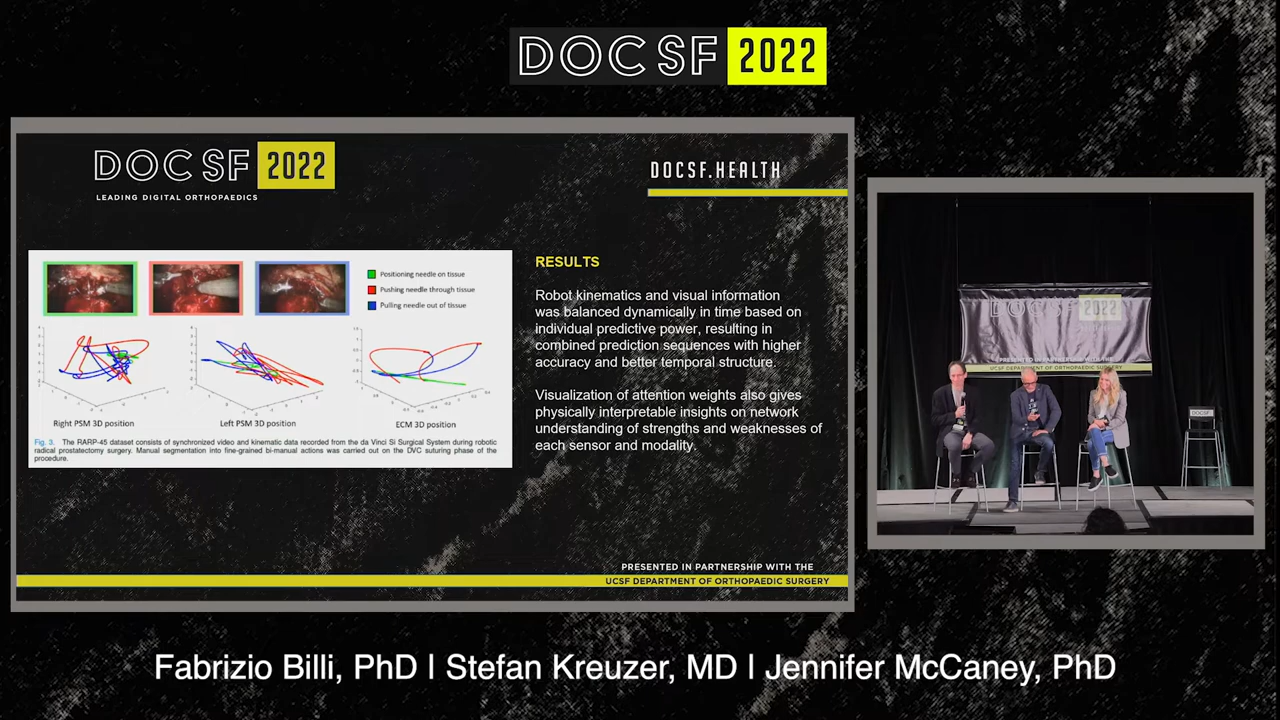 DOC SF 2022
DOC SF 2022
LEADING DIGITAL ORTHOPAEDICS
DOCSF.HEALTH
Positioning needle on tissue
Pushing needle through tissue
Pulling needle out of tissue
Right PSM 3D position
Left PSM 3D position
ECM 3D position
Fig. 3. The RARP-45 dataset consists of synchronized video and kinematic data recorded from the da Vinci Si Surgical System during robotic
radical prostatectomy surgery. Manual segmentation into fine-grained bi-manual actions was carried out on the DVC suturing phase of the
procedure.
RESULTS
Robot kinematics and visual information
was balanced dynamically in time based on
individual predictive power, resulting in
combined prediction sequences with higher
accuracy and better temporal structure.
Visualization of attention weights also gives
physically interpretable insights on network
understanding of strengths and weaknesses of
each sensor and modality.
PRESENTED IN PARTNERSHIP WITH THE
UCSF DEPARTMENT OF ORTHOPAEDIC SURGERY
DOC SF 2022
PRESENTED IN PARTNERSHIP WITH THE
UCSF DEPARTMENT OF ORTHOPAEDIC SURGERY
DOCSF
Fabrizio Billi, PhD | Stefan Kreuzer, MD | Jennifer McCaney, PhD